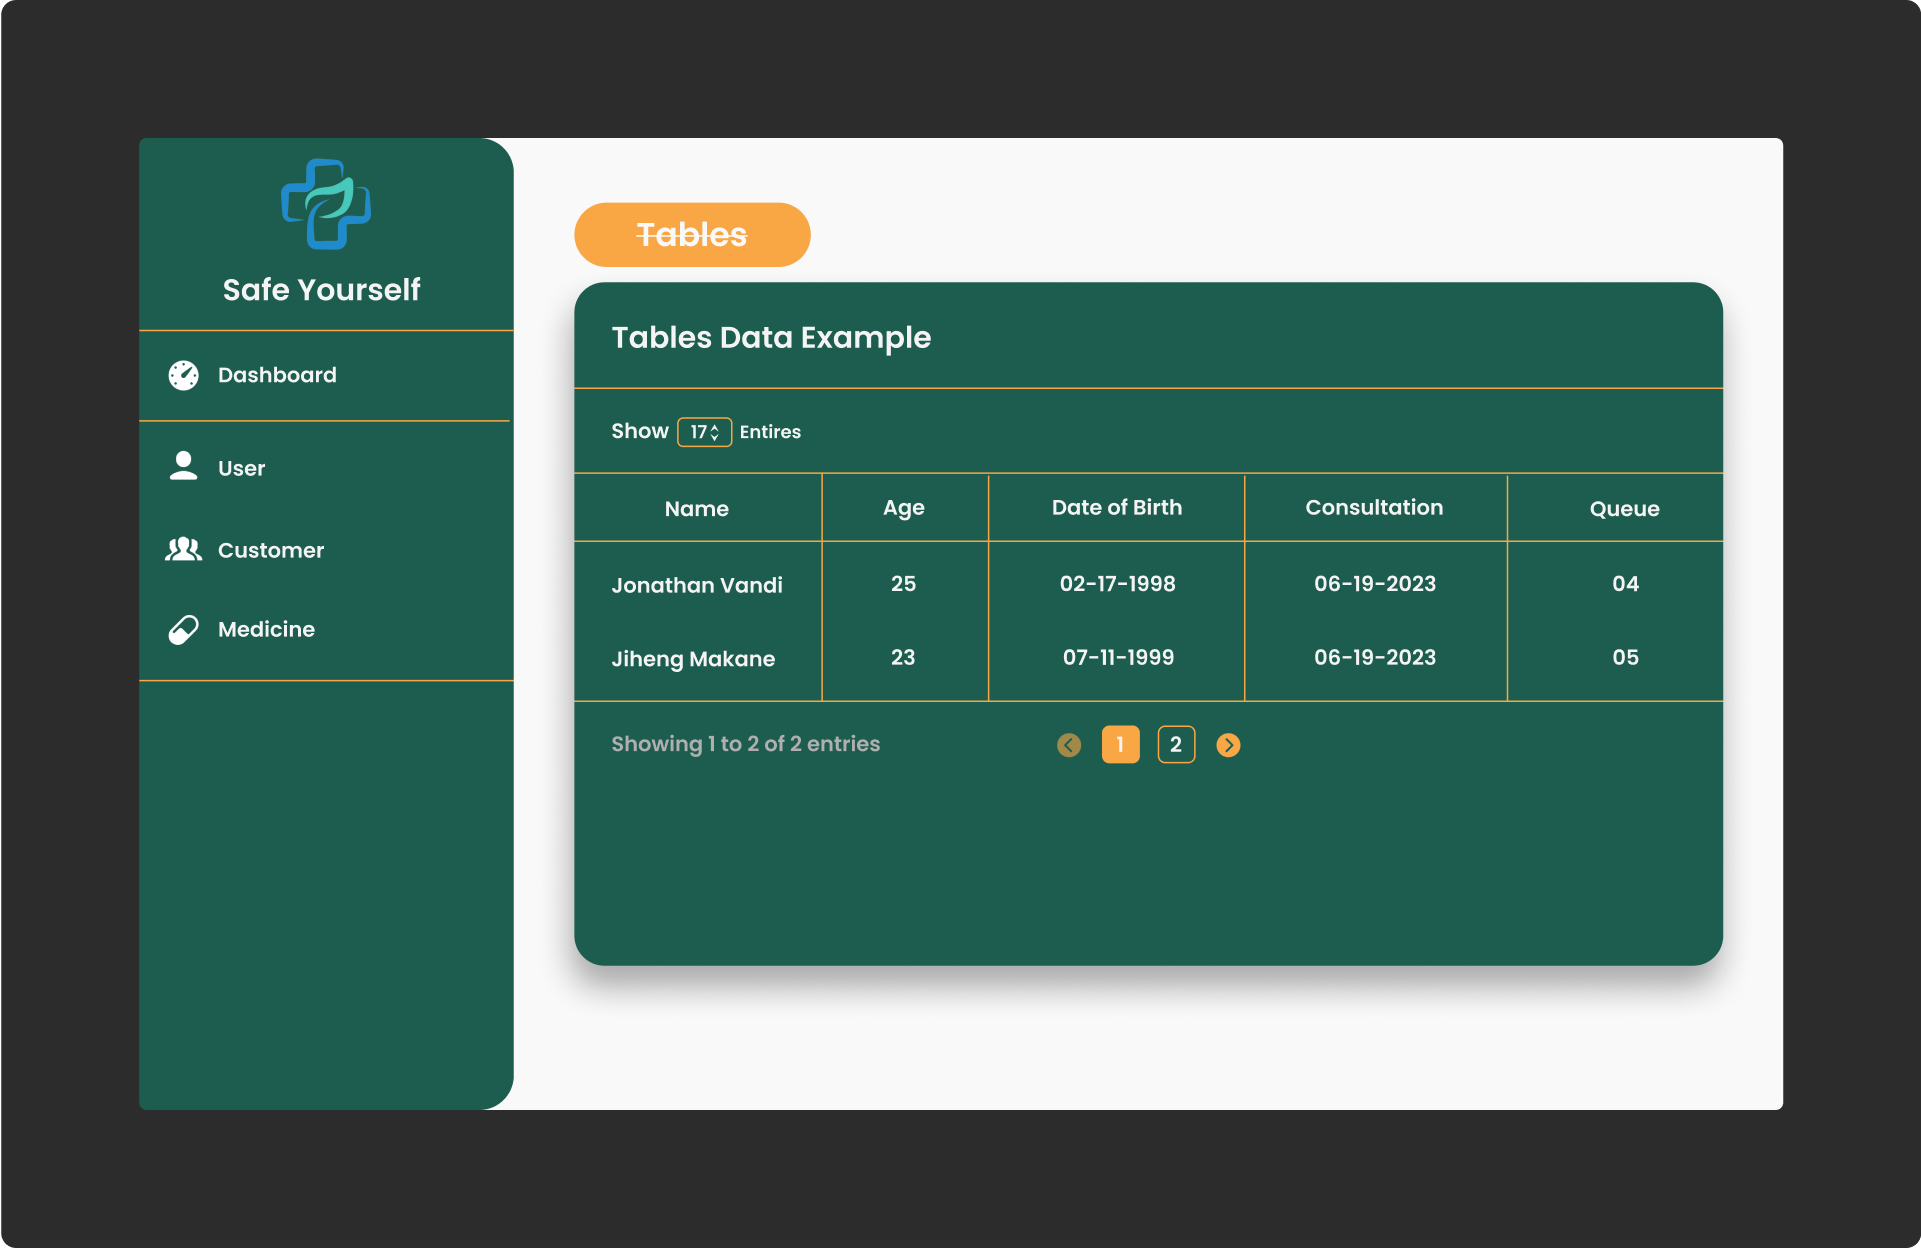 Safe Yourself
Dashboard
User
Customer
Medicine
Tables
Tables Data Example
Show 17 Entires
Name Age Date of Birth Consultation Queue
Jonathan Vandi 25 02-17-1998 06-19-2023 04
Jiheng Makane 23 07-11-1999 06-19-2023 05
Showing 1 to 2 of 2 entries 1 2